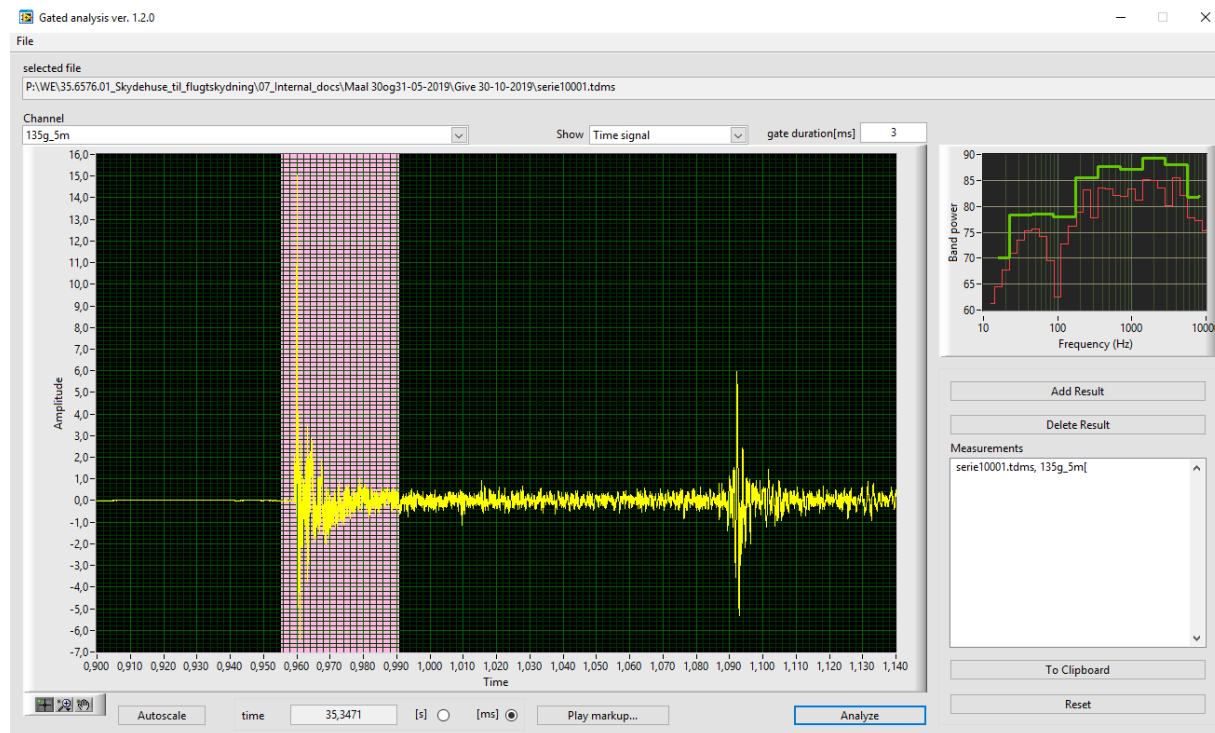 Gated analysis ver. 1.2.0
File
selected file
P:\WE\35.6576.01_Skydehuse_til_flugtskydning\07_Internal_docs\Maal 30og31-05-2019\Give 30-10-2019\serie10001.tdms
Channel
135g_5m
Show Time signal
gate duration[ms] 3
16,0
15,0
14,0
13,0
12,0
11,0
10,0
9,0
8,0
7,0
6,0
5,0
4,0
3,0
2,0
1,0
0,0
-1,0
-2,0
-3,0
-4,0
-5,0
-6,0
-7,0
Amplitude
0,900 0,910 0,920 0,930 0,940 0,950 0,960 0,970 0,980 0,990 1,000 1,010 1,020 1,030 1,040 1,050 1,060 1,070 1,080 1,090 1,100 1,110 1,120 1,130 1,140
Time
90
85
80
75
70
65
60
Band power
10 100 1000 1000
Frequency (Hz)
Add Result
Delete Result
Measurements
serie10001.tdms, 135g_5m[
To Clipboard
Reset
Autoscale
time 35,3471 [s] [ms]
Play markup...
Analyze